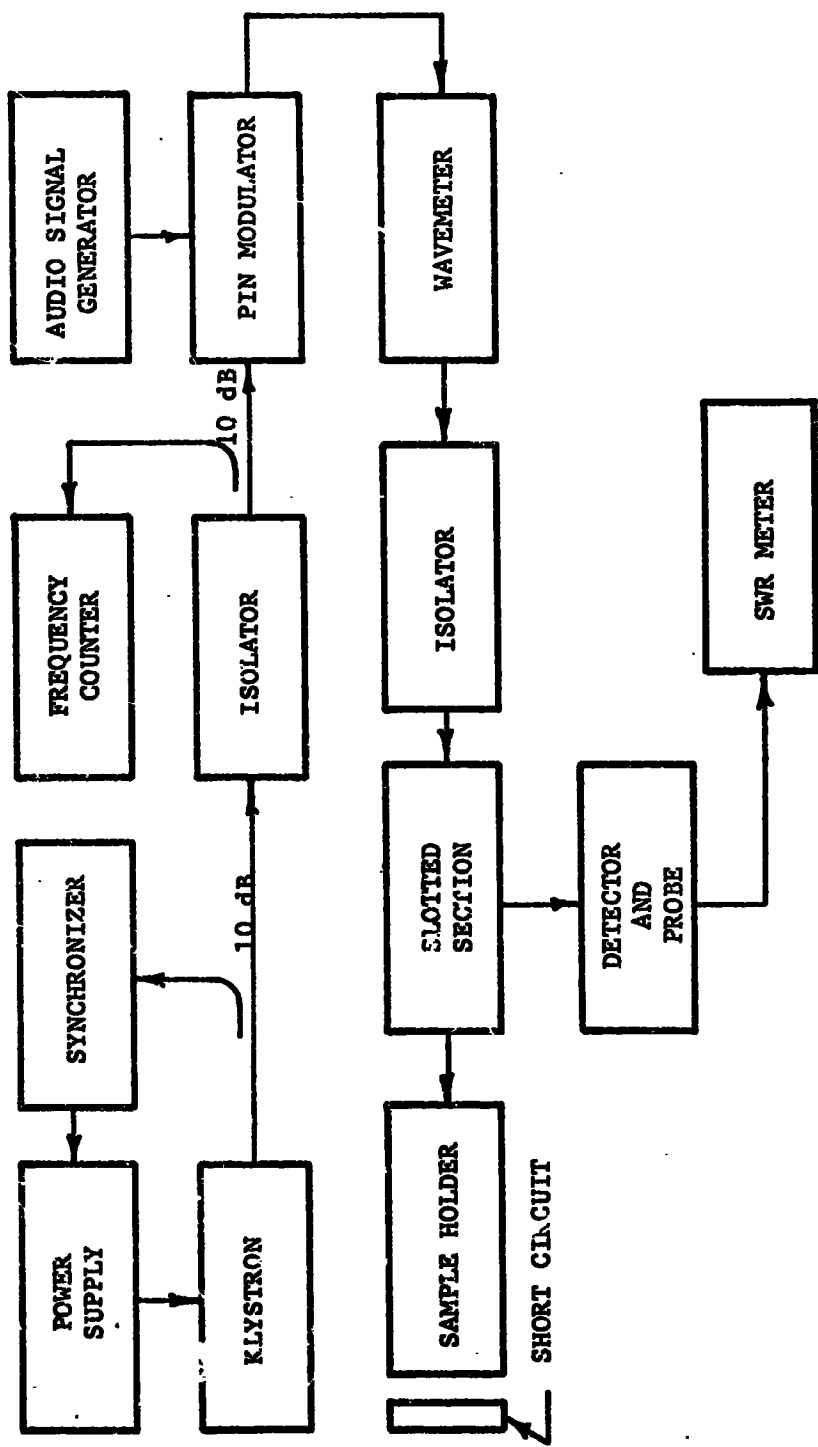 POWER
SUPPLY
SYNCHRONIZER
FREQUENCY
COUNTER
AUDIO SIGNAL
GENERATOR
10 dB
10 dB
KLYSTRON
ISOLATOR
PIN MODULATOR
SAMPLE HOLDER
SLOTTED
SECTION
ISOLATOR
WAVEMETER
SHORT CIRCUIT
DETECTOR
AND
PROBE
SWR METER